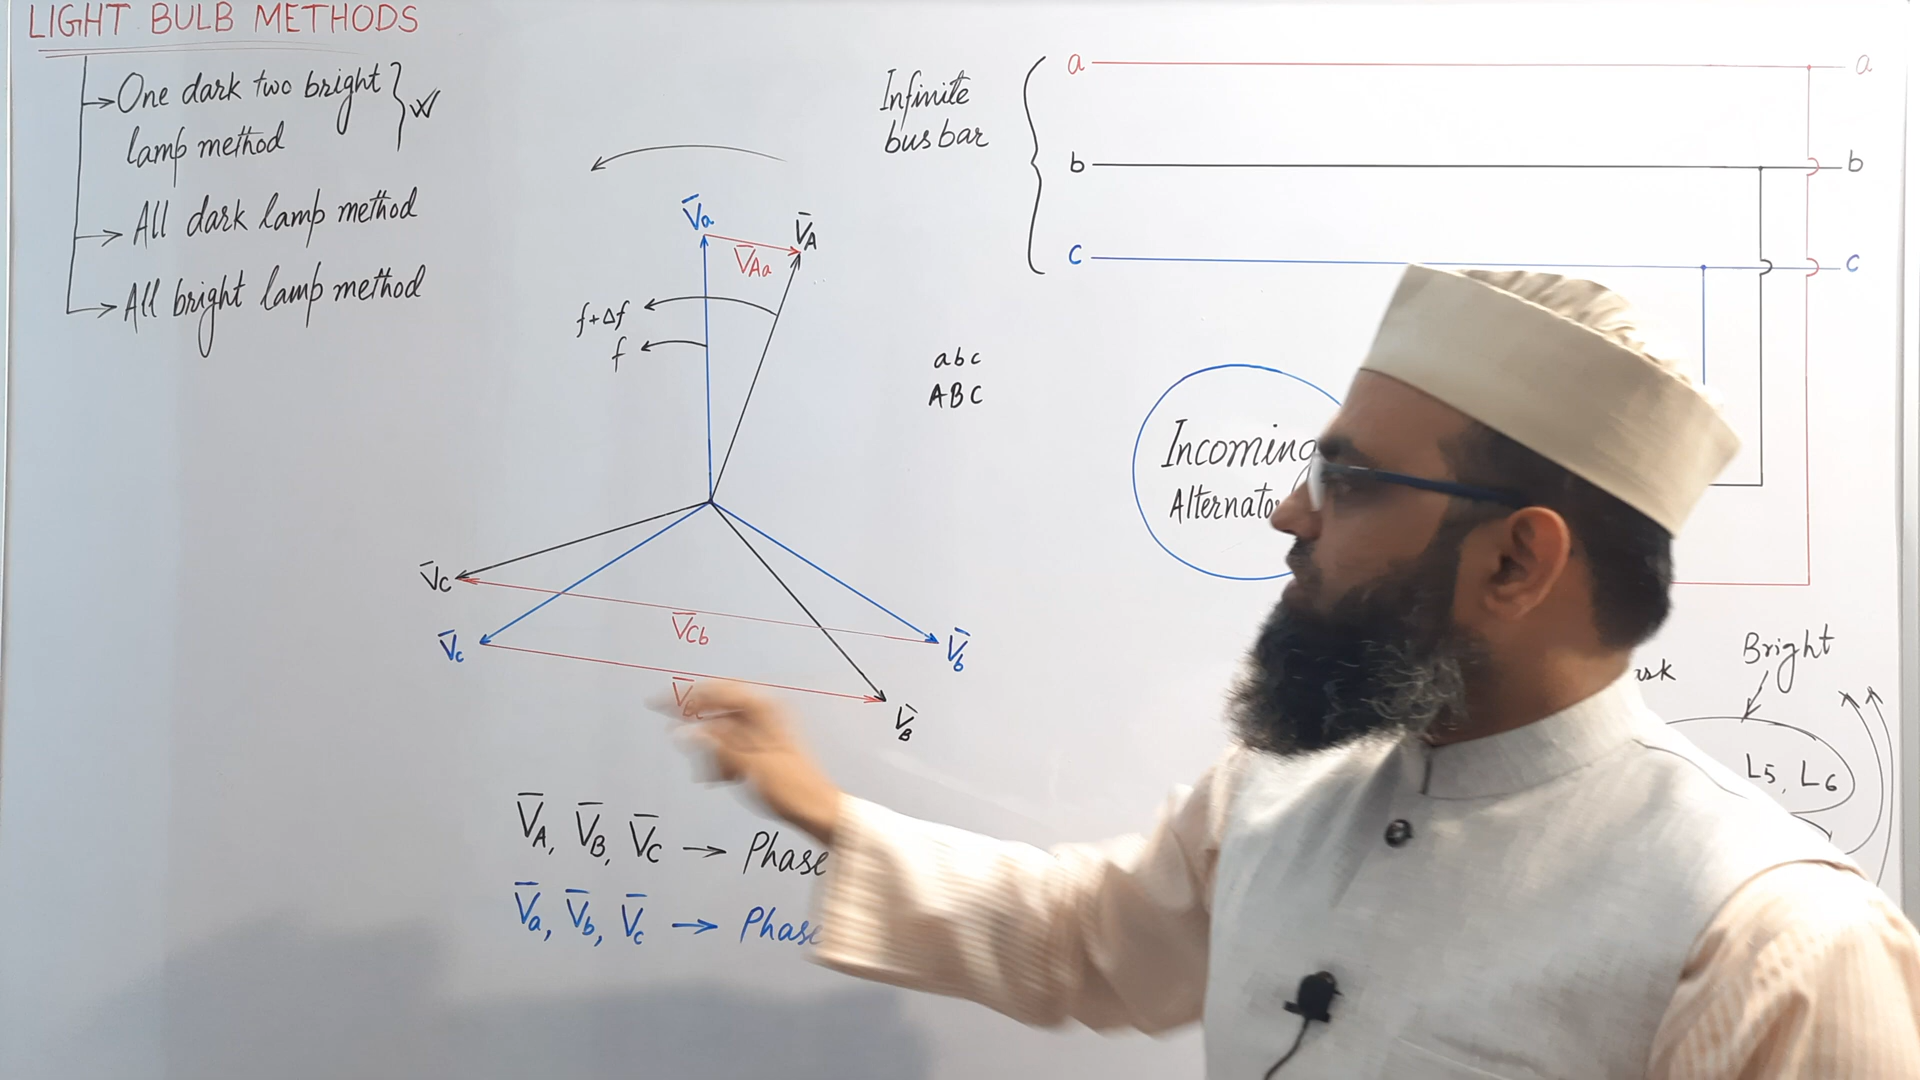 LIGHT BULB METHODS
One dark two bright
lamp method
All dark lamp method
All bright lamp method
Infinite
bus bar
a
a
b
b
c
c
V̅a
V̅A
V̅Aa
f+Δf
f
abc
ABC
Incoming
V̅C
V̅c
V̅Cb
V̅b
V̅B
Bright
L5, L6
V̅A, V̅B, V̅C → Phase
V̅a, V̅b, V̅c → Phase